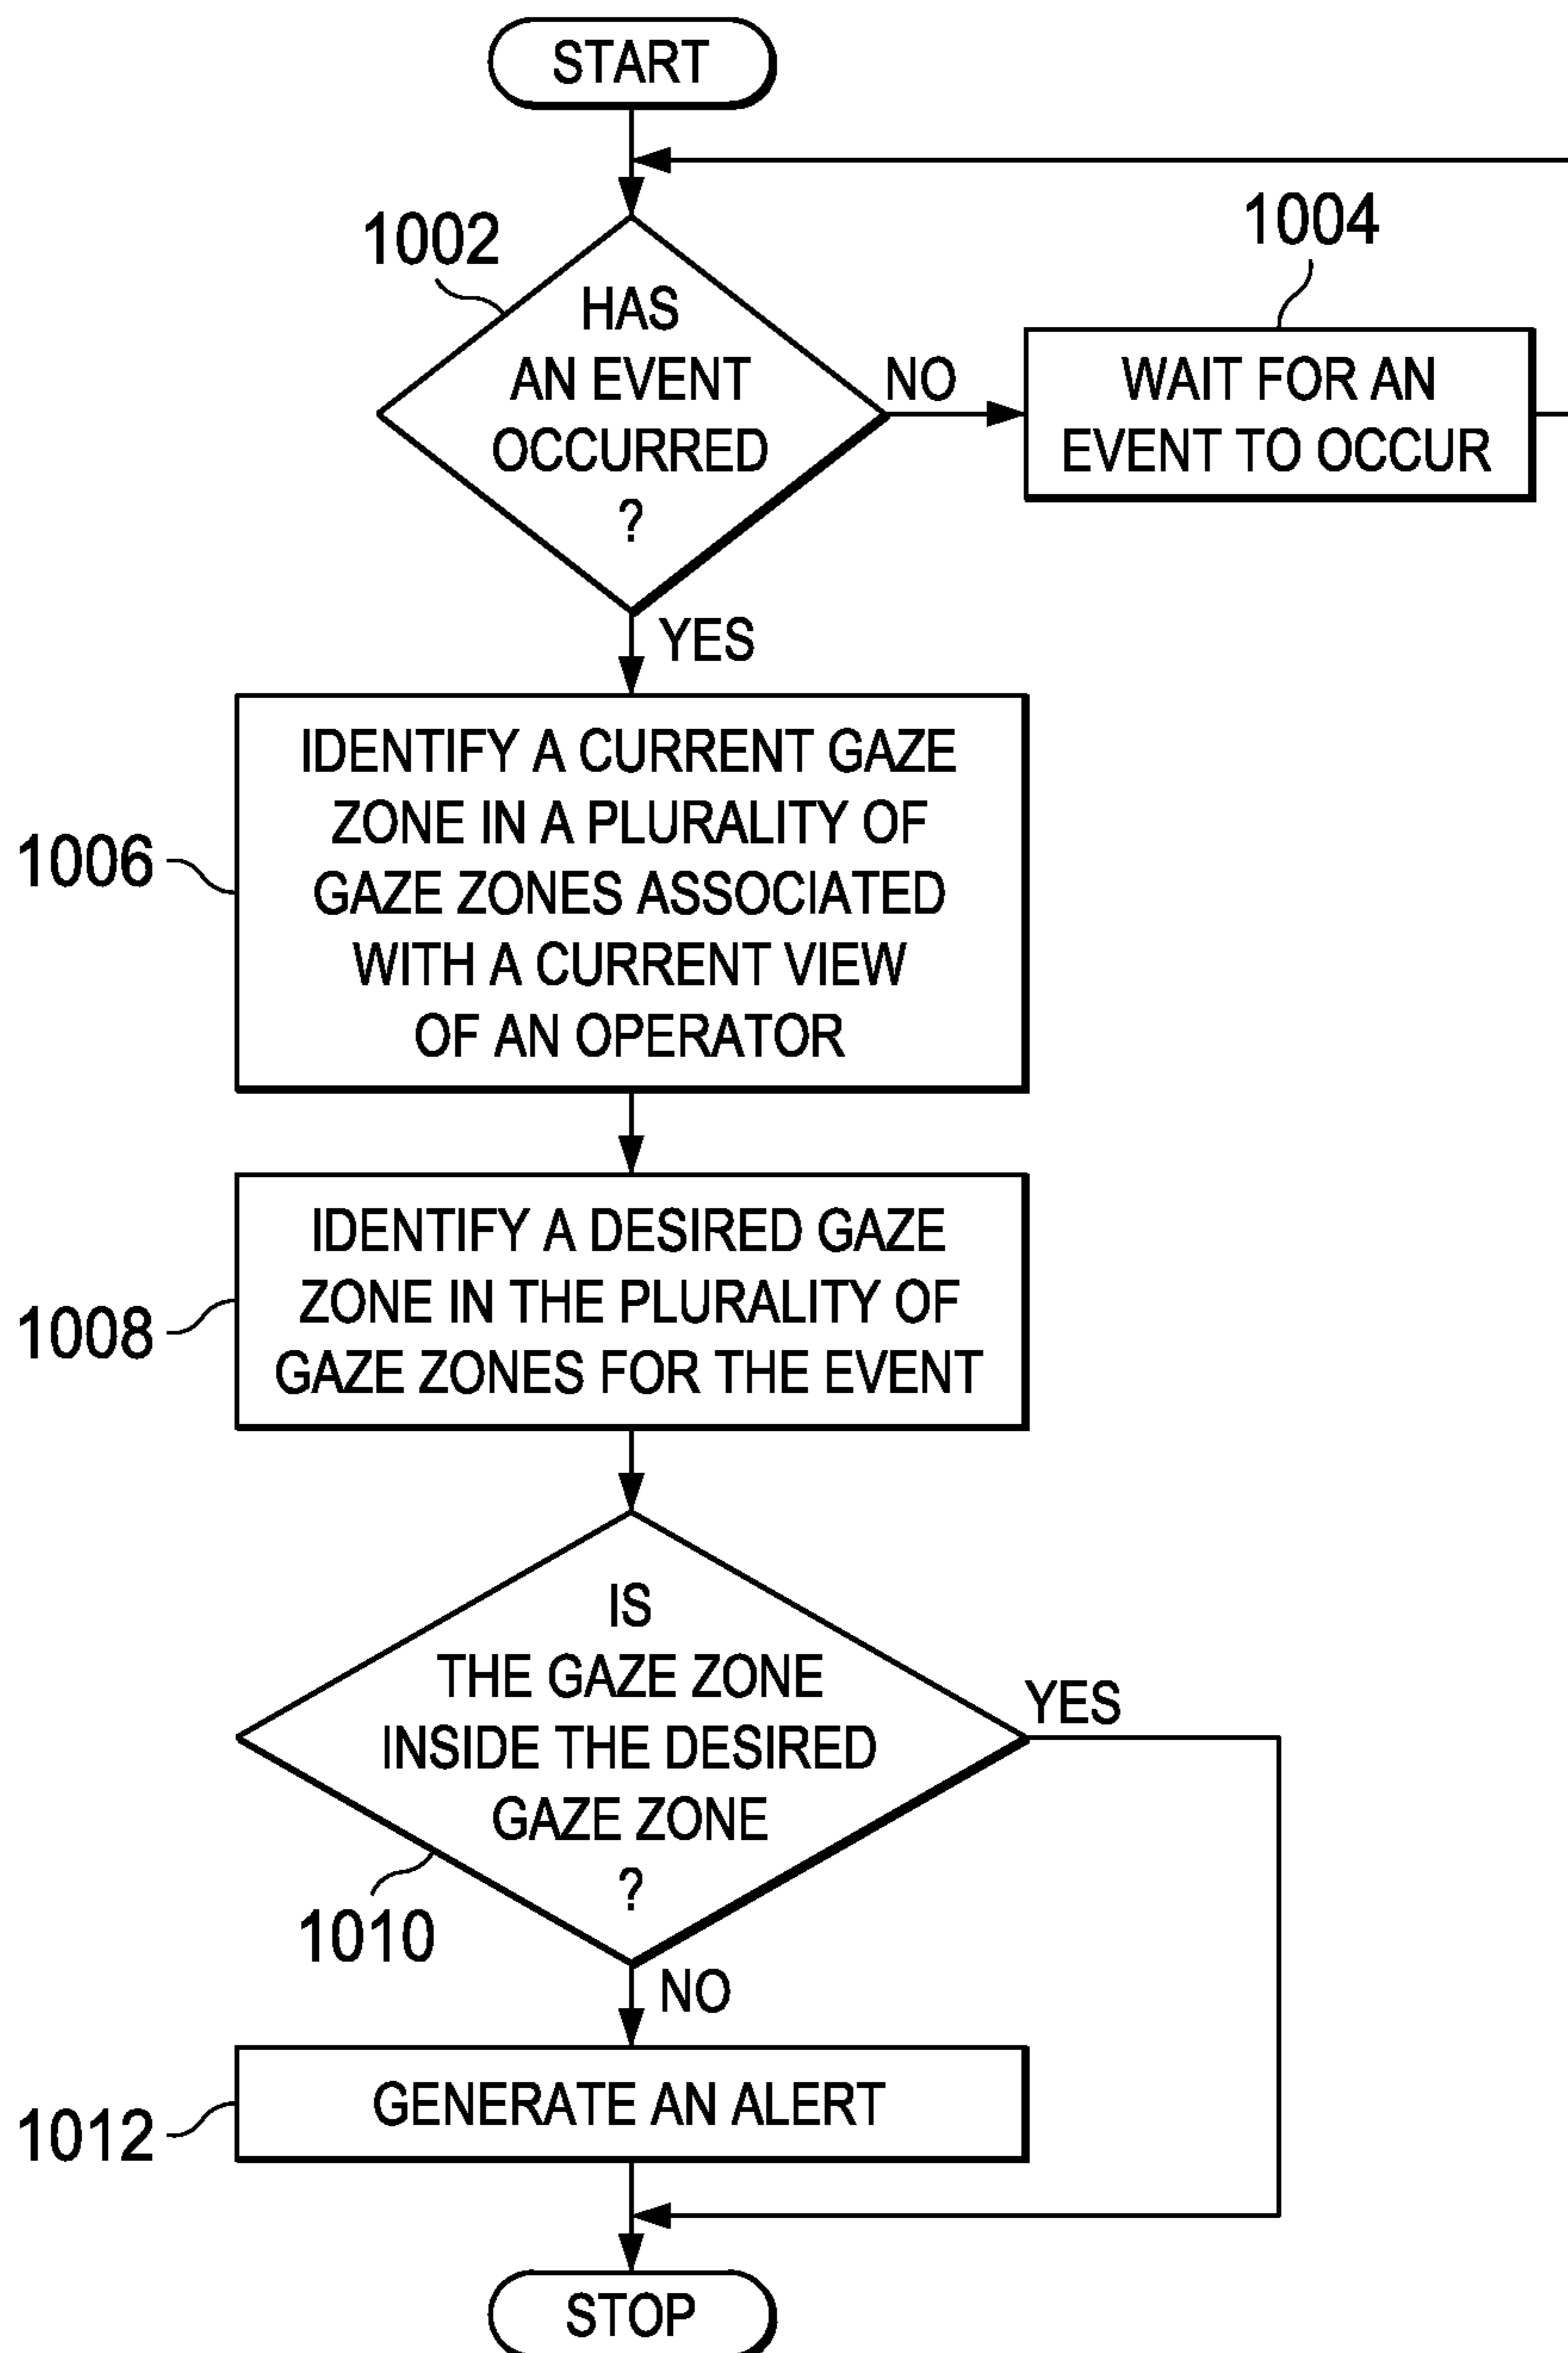 START
1002
HAS
AN EVENT
OCCURRED
?
NO
1004
WAIT FOR AN
EVENT TO OCCUR
YES
1006
IDENTIFY A CURRENT GAZE
ZONE IN A PLURALITY OF
GAZE ZONES ASSOCIATED
WITH A CURRENT VIEW
OF AN OPERATOR
1008
IDENTIFY A DESIRED GAZE
ZONE IN THE PLURALITY OF
GAZE ZONES FOR THE EVENT
IS
THE GAZE ZONE
INSIDE THE DESIRED
GAZE ZONE
?
YES
1010
NO
1012
GENERATE AN ALERT
STOP